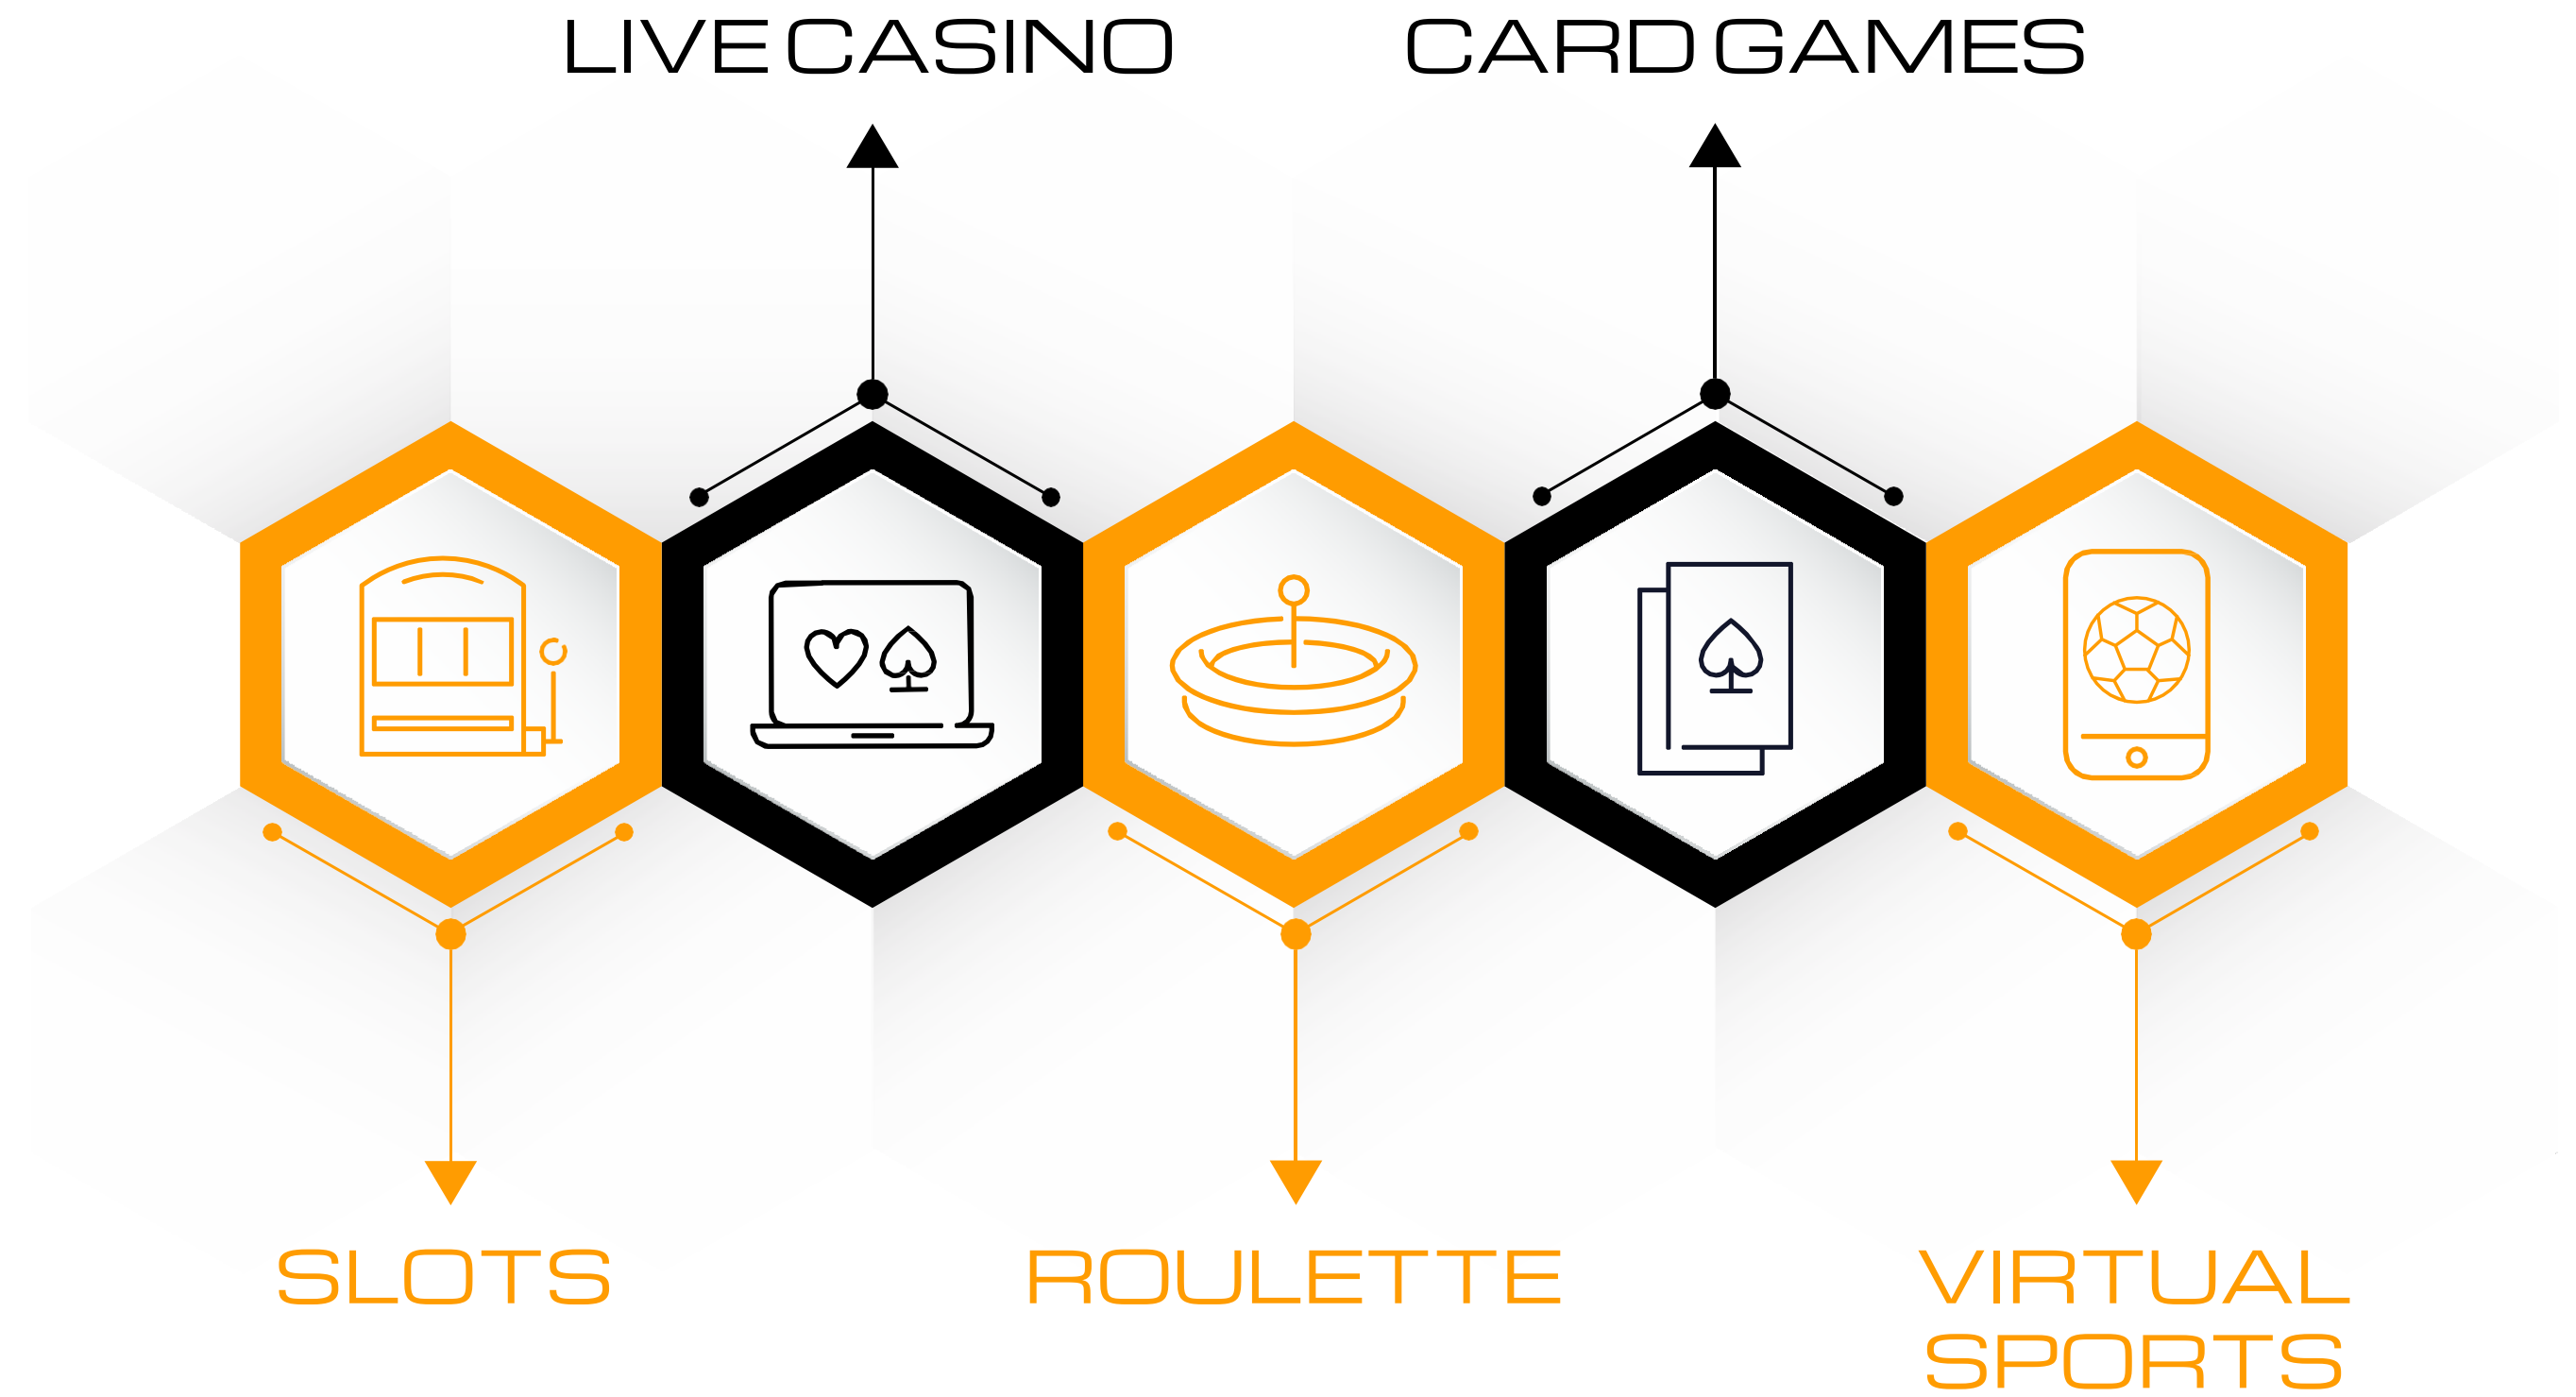 LIVE CASINO
CARD GAMES
SLOTS
ROULETTE
VIRTUAL
SPORTS